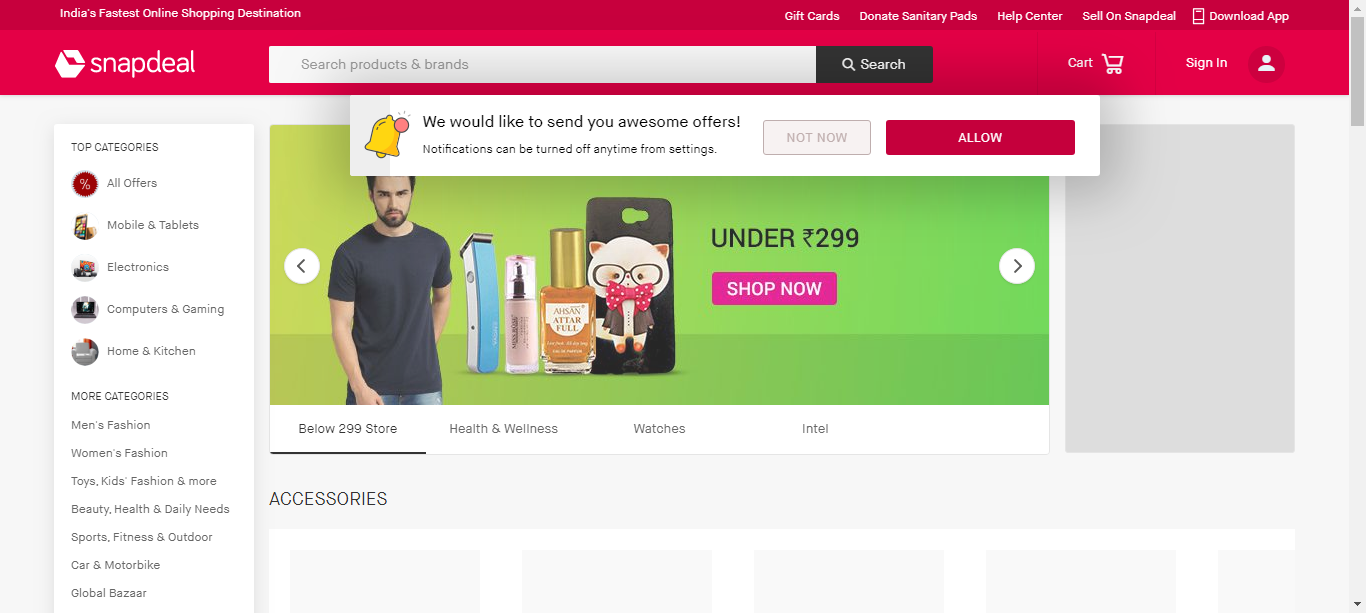 India's Fastest Online Shopping Destination
Gift Cards
Donate Sanitary Pads
Help Center
Sell On Snapdeal
Download App
snapdeal
Search products & brands
Search
Cart
Sign In
We would like to send you awesome offers!
Notifications can be turned off anytime from settings.
NOT NOW
ALLOW
TOP CATEGORIES
%
All Offers
Mobile & Tablets
Electronics
Computers & Gaming
Home & Kitchen
MORE CATEGORIES
Men's Fashion
Women's Fashion
Toys, Kids' Fashion & more
Beauty, Health & Daily Needs
Sports, Fitness & Outdoor
Car & Motorbike
Global Bazaar
AHSAN
ATTAR
FULL
UNDER ₹299
SHOP NOW
Below 299 Store
Health & Wellness
Watches
Intel
ACCESSORIES